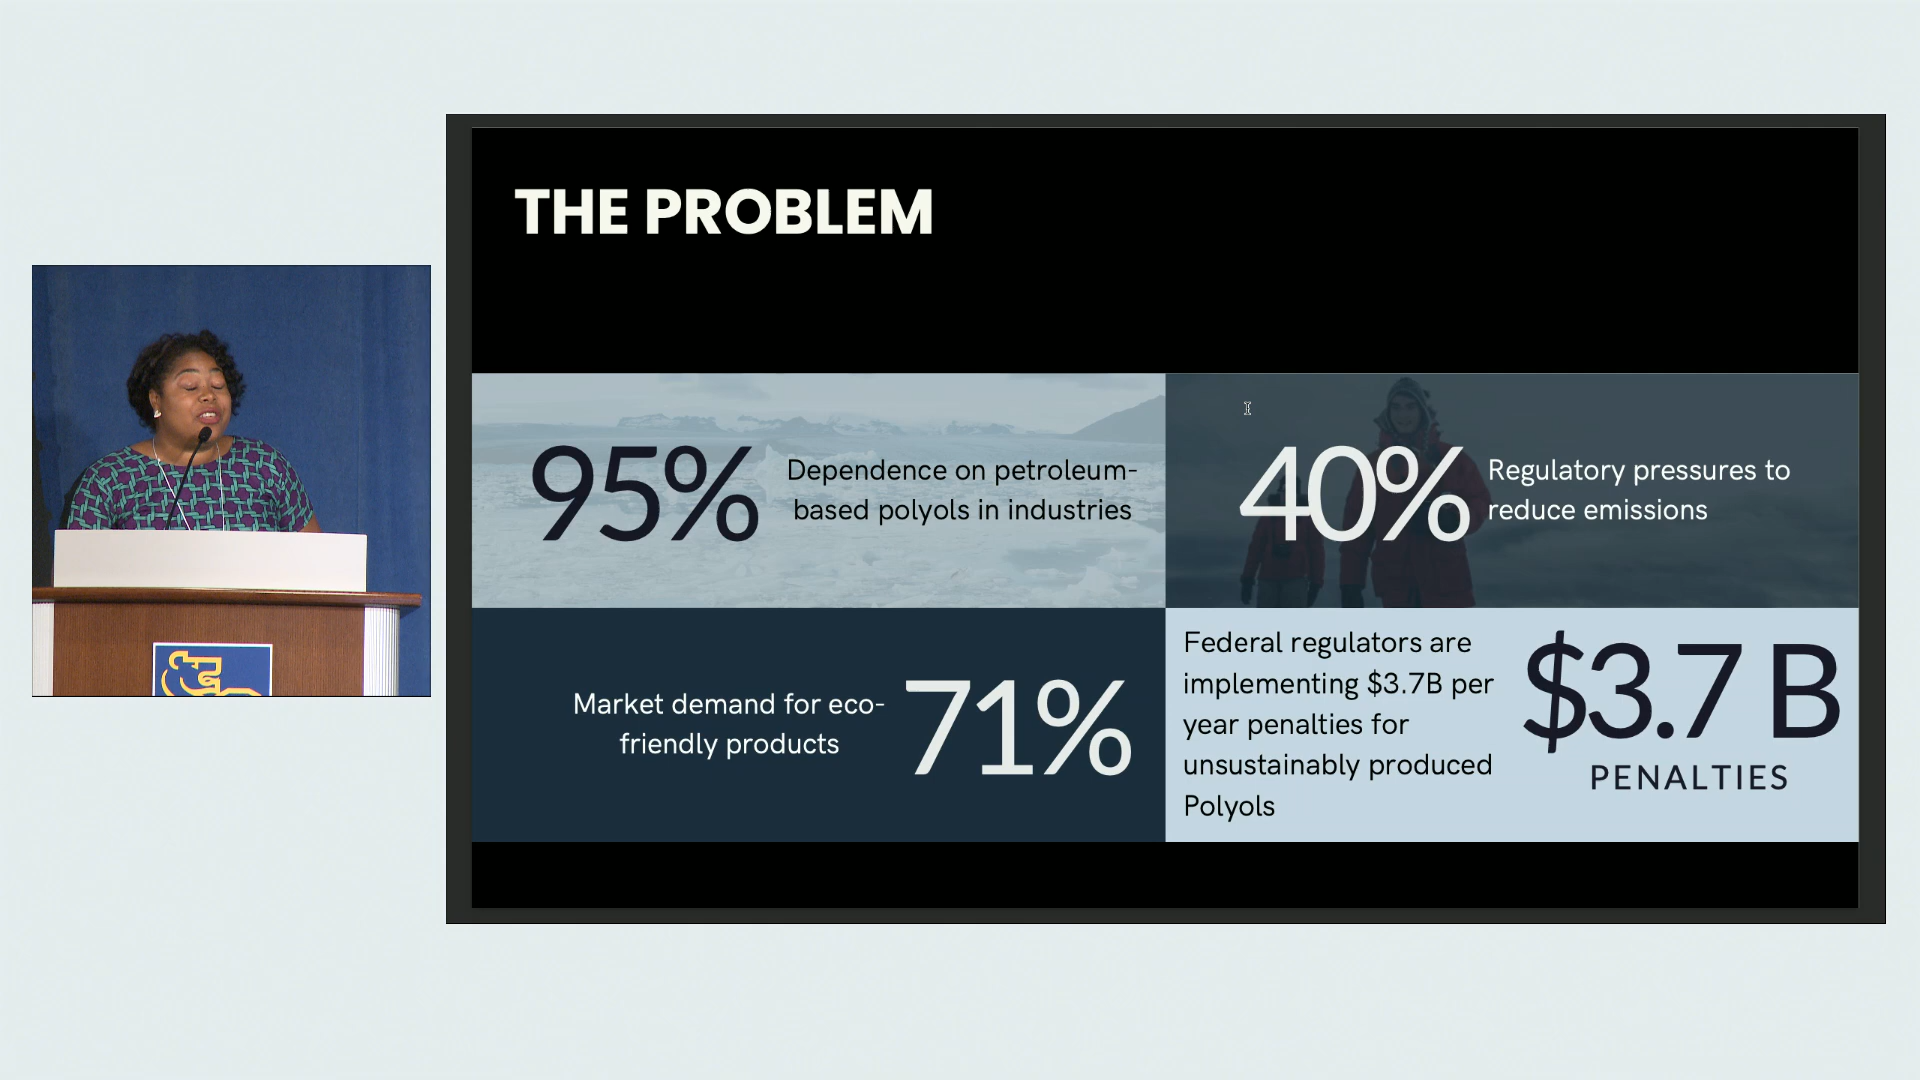 THE PROBLEM
95%
Dependence on petroleum-
based polyols in industries
40%
Regulatory pressures to
reduce emissions
Market demand for eco-
friendly products
71%
Federal regulators are
implementing $3.7B per
year penalties for
unsustainably produced
Polyols
$3.7 B
PENALTIES